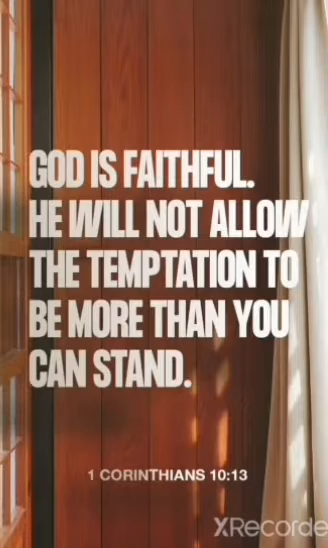 GOD IS FAITHFUL.
HE WILL NOT ALLOW
THE TEMPTATION TO
BE MORE THAN YOU
CAN STAND.
1 CORINTHIANS 10:13
XRecorde